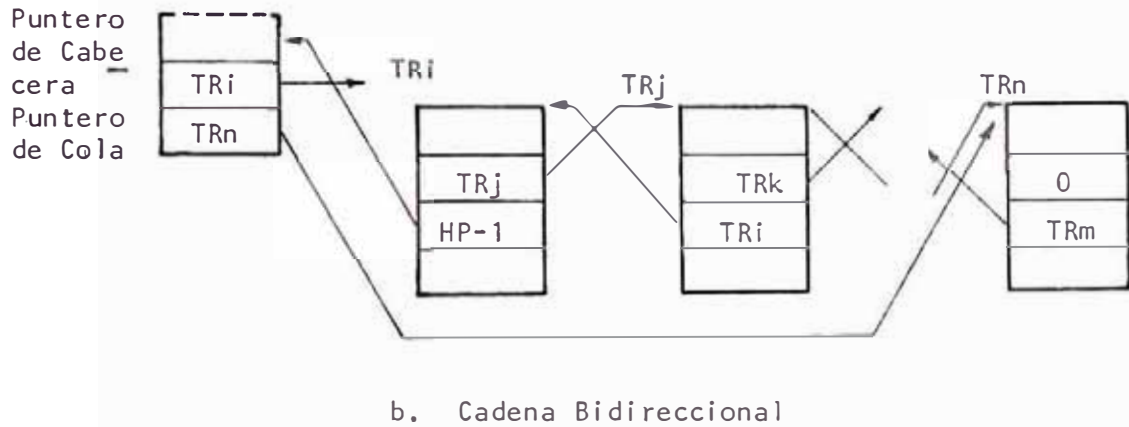 Puntero
de Cabe
cera
Puntero
de Cola
TRi
TRn
TRi
TRj
HP-1
TRj
TRk
TRi
TRn
0
TRm
b. Cadena Bidireccional